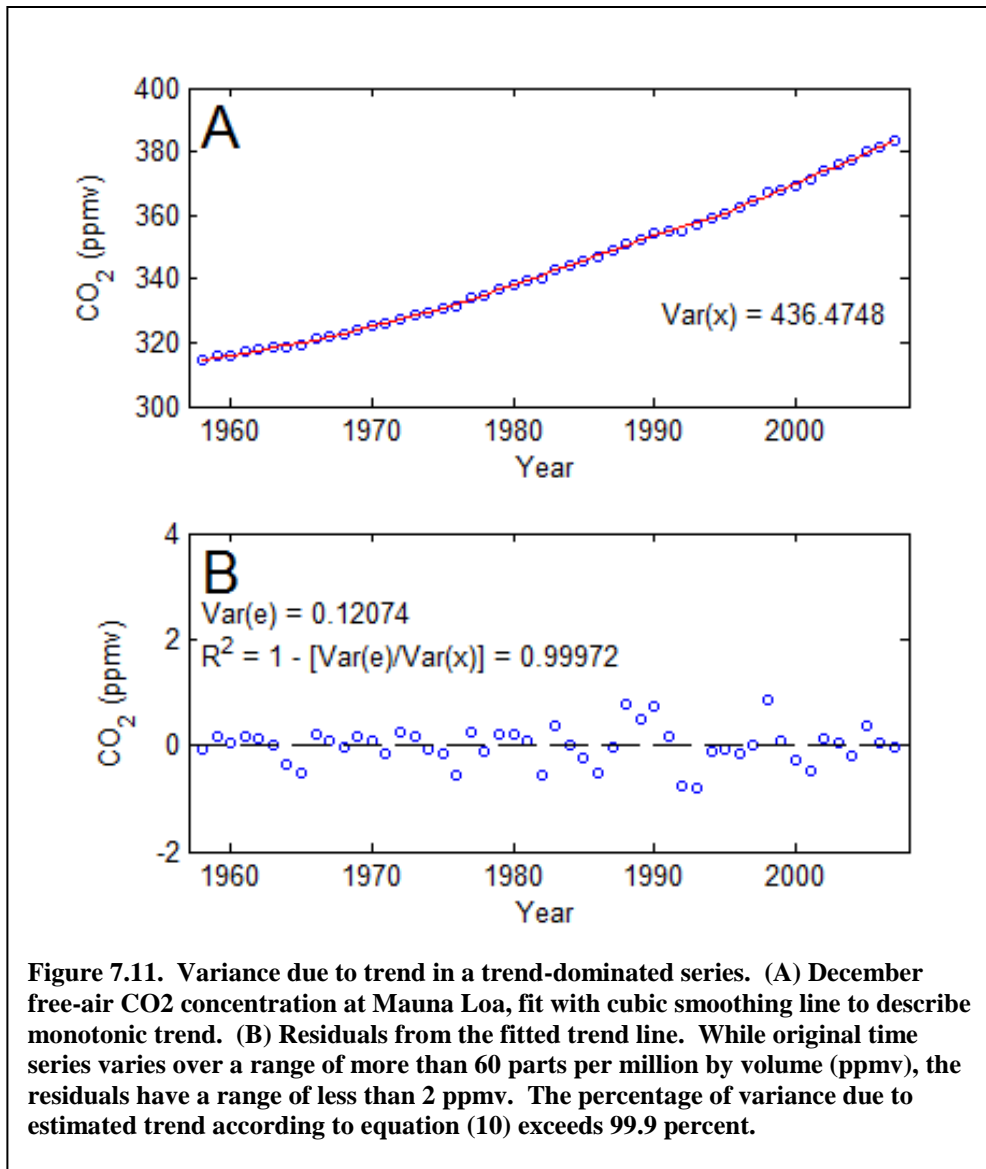 400
380
360
340
320
300
A
CO2 (ppmv)
Var(x) = 436.4748
1960 1970 1980 1990 2000
Year
4
2
0
-2
B
Var(e) = 0.12074
R2 = 1 - [Var(e)/Var(x)] = 0.99972
CO2 (ppmv)
1960 1970 1980 1990 2000
Year
Figure 7.11. Variance due to trend in a trend-dominated series. (A) December
free-air CO2 concentration at Mauna Loa, fit with cubic smoothing line to describe
monotonic trend. (B) Residuals from the fitted trend line. While original time
series varies over a range of more than 60 parts per million by volume (ppmv), the
residuals have a range of less than 2 ppmv. The percentage of variance due to
estimated trend according to equation (10) exceeds 99.9 percent.